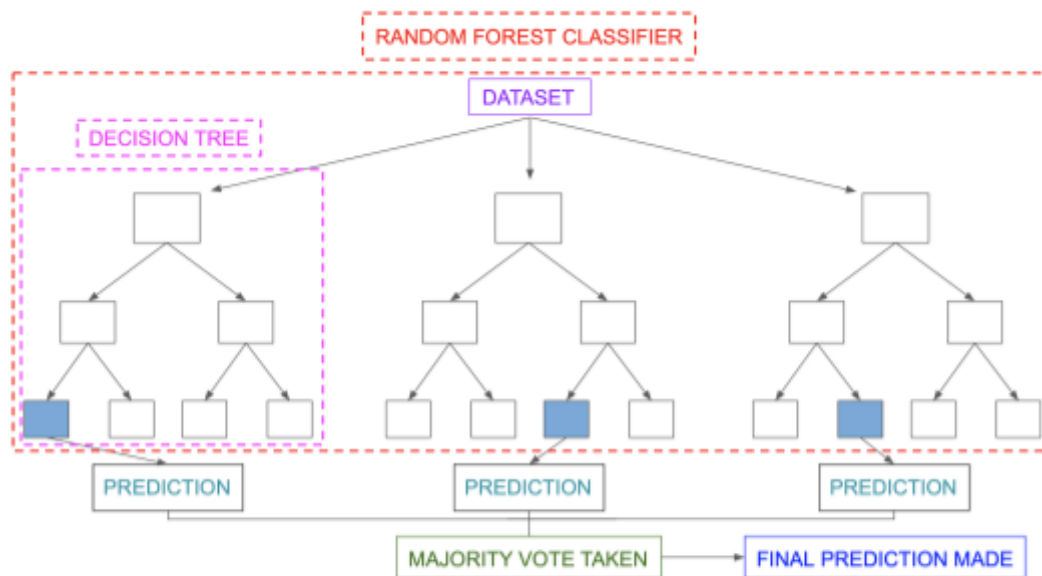 RANDOM FOREST CLASSIFIER
DATASET
DECISION TREE
PREDICTION
PREDICTION
PREDICTION
MAJORITY VOTE TAKEN
FINAL PREDICTION MADE